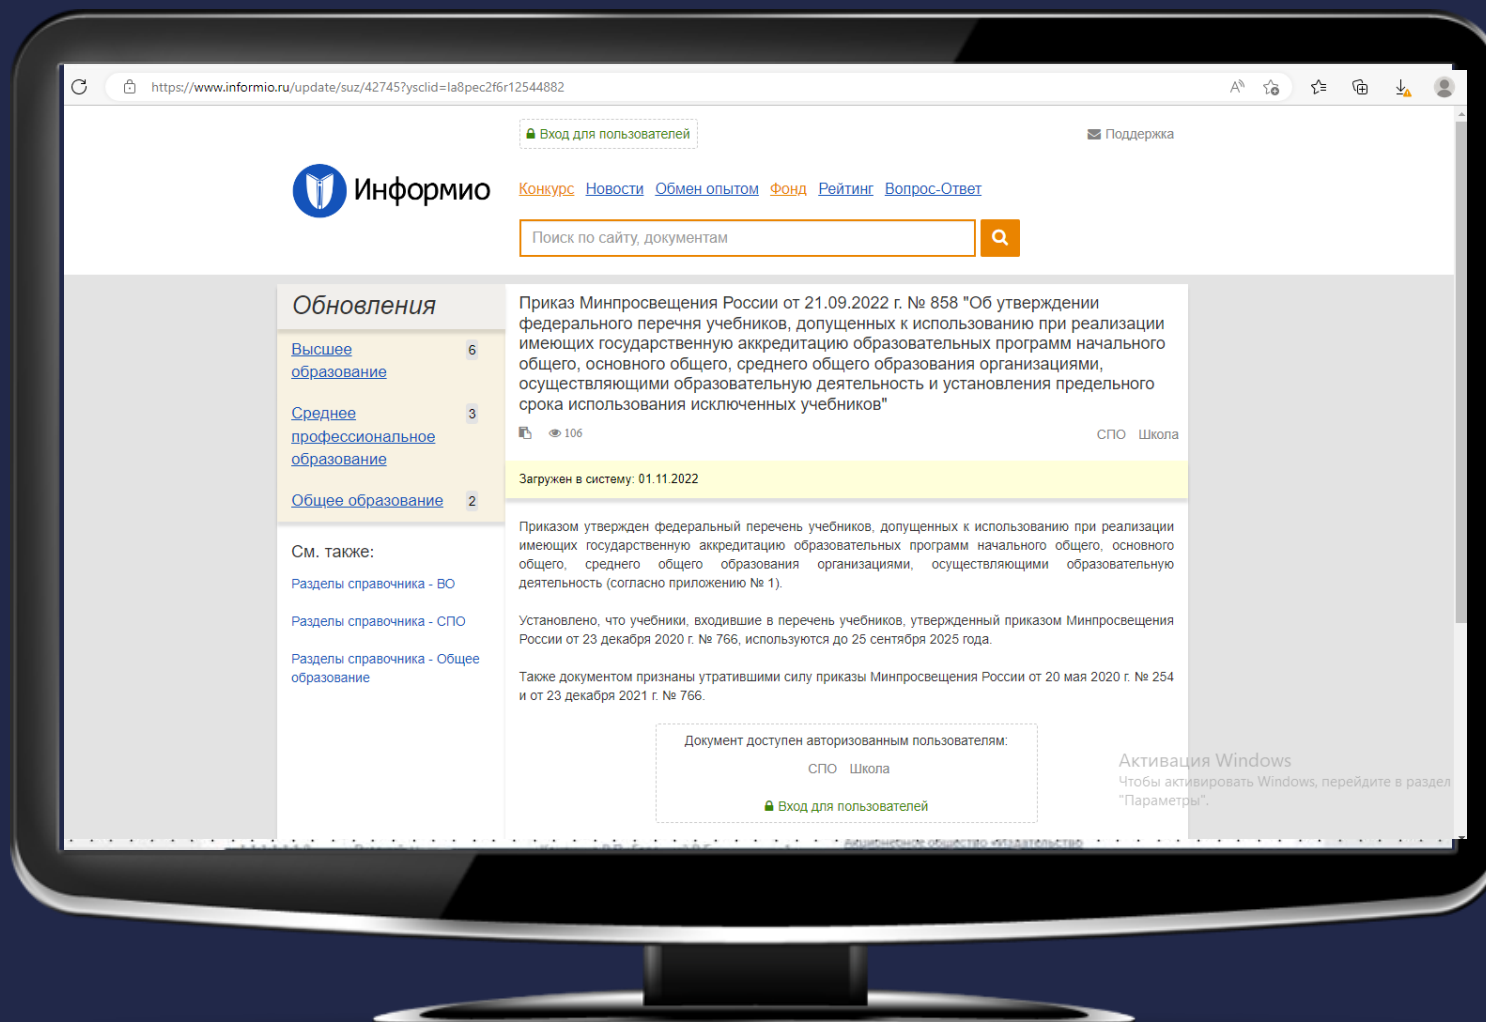 https://www.informio.ru/update/suz/42745?ysclid=la8pec2f6r12544882
Вход для пользователей
Поддержка
Информио
Конкурс Новости Обмен опытом Фонд Рейтинг Вопрос-Ответ
Поиск по сайту, документам
Обновления
Высшее 6
образование
Среднее 3
профессиональное
образование
Общее образование 2
См. также:
Разделы справочника - ВО
Разделы справочника - СПО
Разделы справочника - Общее
образование
Приказ Минпросвещения России от 21.09.2022 г. № 858 "Об утверждении
федерального перечня учебников, допущенных к использованию при реализации
имеющих государственную аккредитацию образовательных программ начального
общего, основного общего, среднего общего образования организациями,
осуществляющими образовательную деятельность и установления предельного
срока использования исключенных учебников"
106
СПО Школа
Загружен в систему: 01.11.2022
Приказом утвержден федеральный перечень учебников, допущенных к использованию при реализации
имеющих государственную аккредитацию образовательных программ начального общего, основного
общего, среднего общего образования организациями, осуществляющими образовательную
деятельность (согласно приложению № 1).
Установлено, что учебники, входившие в перечень учебников, утвержденный приказом Минпросвещения
России от 23 декабря 2020 г. № 766, используются до 25 сентября 2025 года.
Также документом признаны утратившими силу приказы Минпросвещения России от 20 мая 2020 г. № 254
и от 23 декабря 2021 г. № 766.
Документ доступен авторизованным пользователям:
СПО Школа
Вход для пользователей
Активация Windows
Чтобы активировать Windows, перейдите в раздел
"Параметры".
Акционерное общество «Издательство